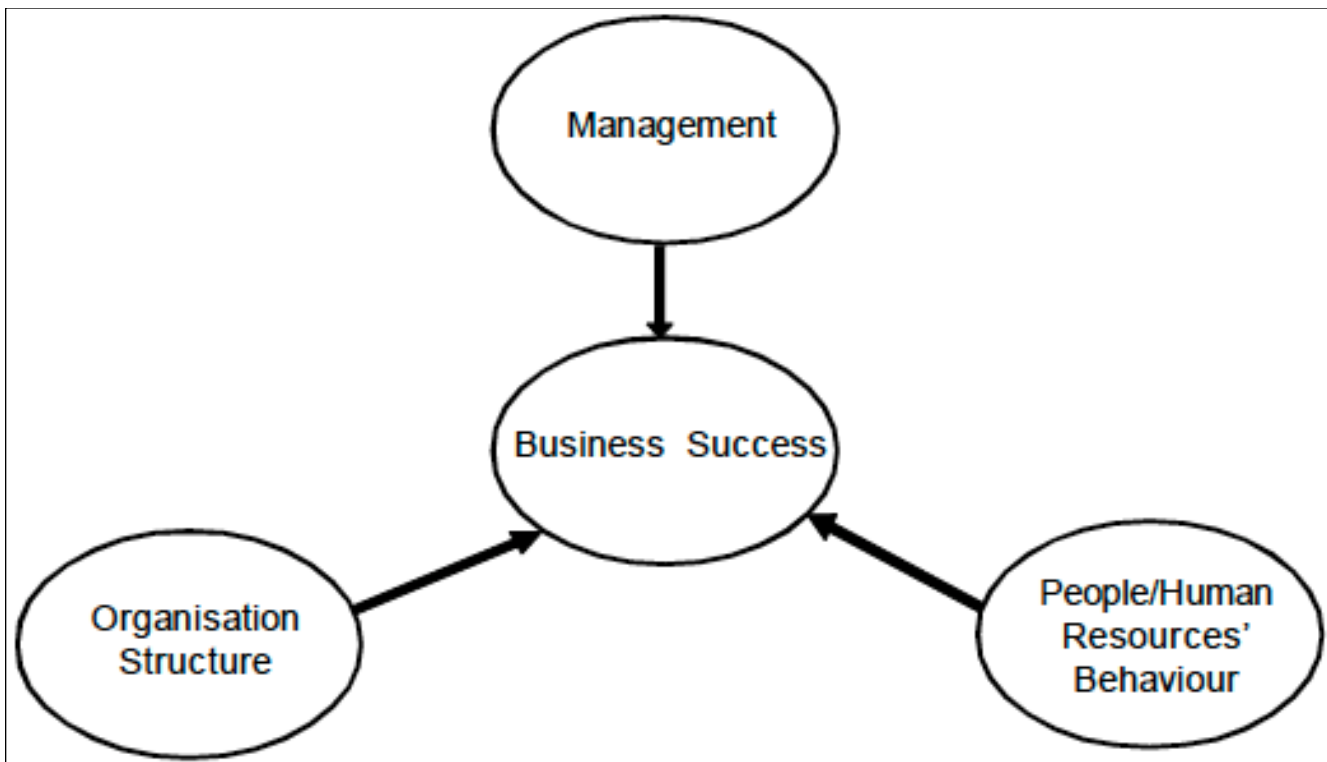 Management
Business Success
Organisation
Structure
People/Human
Resources’
Behaviour